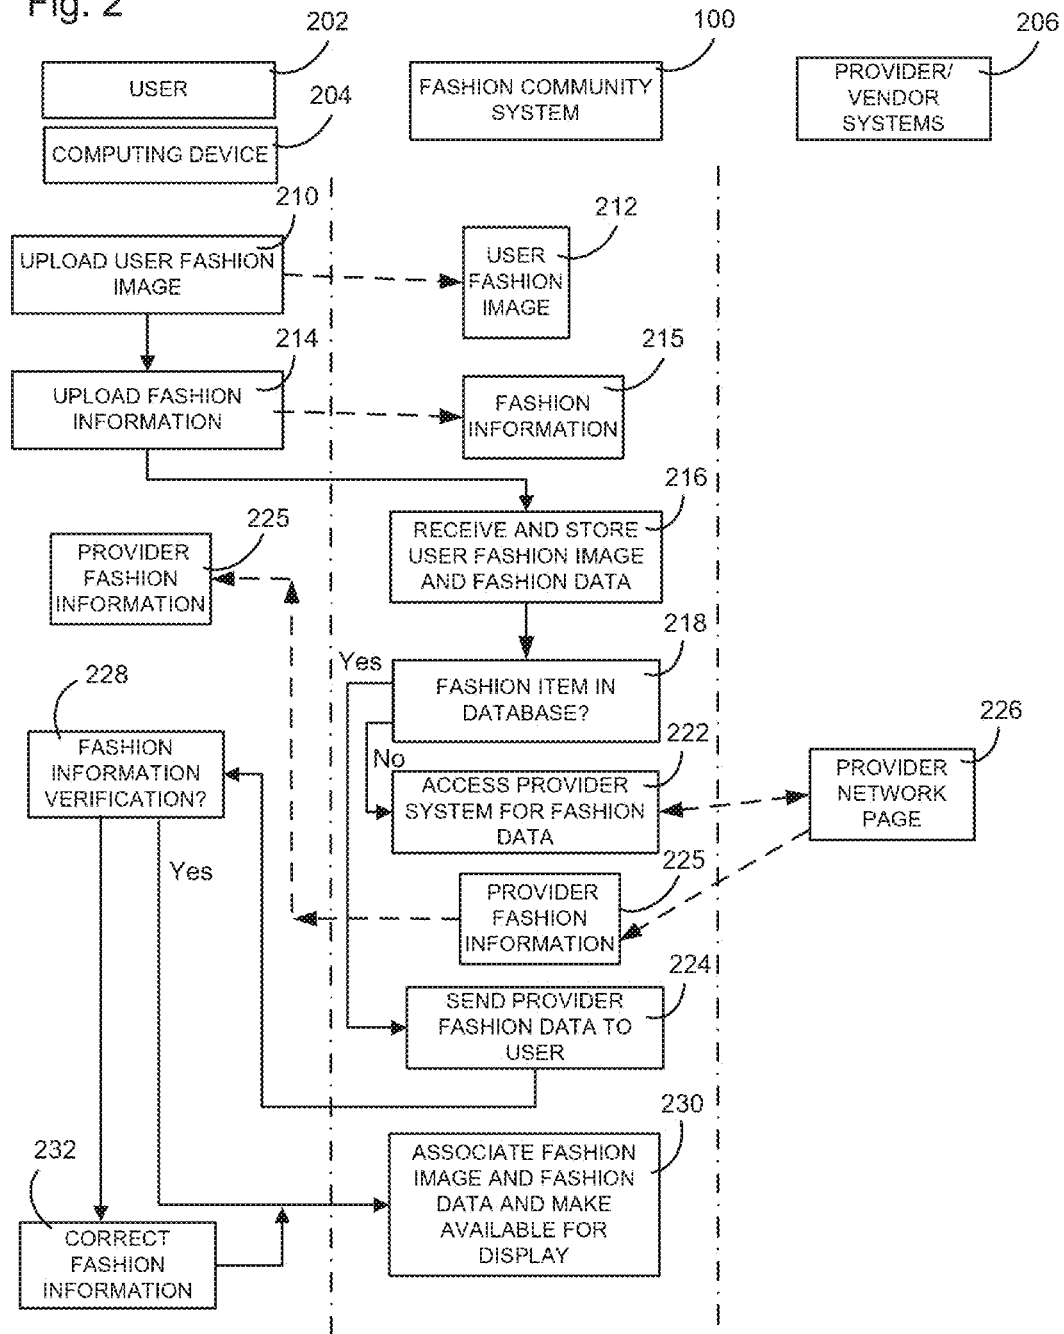 Fig. 2
202
100
206
USER
FASHION COMMUNITY
SYSTEM
PROVIDER/
VENDOR
SYSTEMS
204
COMPUTING DEVICE
210
212
UPLOAD USER FASHION
IMAGE
USER
FASHION
IMAGE
214
215
UPLOAD FASHION
INFORMATION
FASHION
INFORMATION
216
RECEIVE AND STORE
USER FASHION IMAGE
AND FASHION DATA
225
PROVIDER
FASHION
INFORMATION
218
Yes
FASHION ITEM IN
DATABASE?
228
FASHION
INFORMATION
VERIFICATION?
No
222
ACCESS PROVIDER
SYSTEM FOR FASHION
DATA
226
PROVIDER
NETWORK
PAGE
Yes
225
PROVIDER
FASHION
INFORMATION
224
SEND PROVIDER
FASHION DATA TO
USER
230
ASSOCIATE FASHION
IMAGE AND FASHION
DATA AND MAKE
AVAILABLE FOR
DISPLAY
232
CORRECT
FASHION
INFORMATION